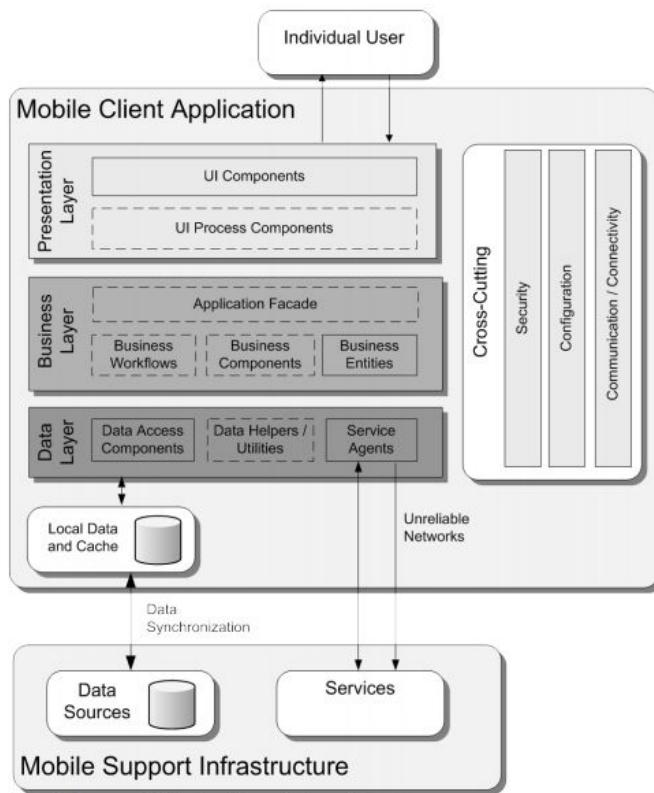 Individual User
Mobile Client Application
Presentation
Layer
UI Components
UI Process Components
Business
Layer
Application Facade
Business
Workflows
Business
Components
Business
Entities
Data
Layer
Data Access
Components
Data Helpers /
Utilities
Service
Agents
Cross-Cutting
Security
Configuration
Communication / Connectivity
Local Data
and Cache
Unreliable
Networks
Data
Synchronization
Data
Sources
Services
Mobile Support Infrastructure